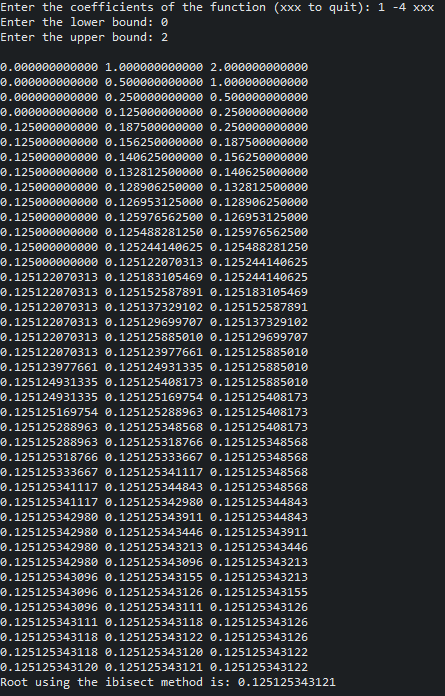 Enter the coefficients of the function (xxx to quit): 1 -4 xxx
Enter the lower bound: 0
Enter the upper bound: 2
0.000000000000 1.000000000000 2.000000000000
0.000000000000 0.500000000000 1.000000000000
0.000000000000 0.250000000000 0.500000000000
0.000000000000 0.125000000000 0.250000000000
0.125000000000 0.187500000000 0.250000000000
0.125000000000 0.156250000000 0.187500000000
0.125000000000 0.140625000000 0.156250000000
0.125000000000 0.132812500000 0.140625000000
0.125000000000 0.128906250000 0.132812500000
0.125000000000 0.126953125000 0.128906250000
0.125000000000 0.125976562500 0.126953125000
0.125000000000 0.125488281250 0.125976562500
0.125000000000 0.125244140625 0.125488281250
0.125000000000 0.125122070313 0.125244140625
0.125122070313 0.125183105469 0.125244140625
0.125122070313 0.125152587891 0.125183105469
0.125122070313 0.125137329102 0.125152587891
0.125122070313 0.125129699707 0.125137329102
0.125122070313 0.125125885010 0.125129699707
0.125122070313 0.125123977661 0.125125885010
0.125123977661 0.125124931335 0.125125885010
0.125124931335 0.125125408173 0.125125885010
0.125124931335 0.125125169754 0.125125408173
0.125125169754 0.125125288963 0.125125408173
0.125125288963 0.125125348568 0.125125408173
0.125125288963 0.125125318766 0.125125348568
0.125125318766 0.125125333667 0.125125348568
0.125125333667 0.125125341117 0.125125348568
0.125125341117 0.125125344843 0.125125348568
0.125125341117 0.125125342980 0.125125344843
0.125125342980 0.125125343911 0.125125344843
0.125125342980 0.125125343446 0.125125343911
0.125125342980 0.125125343213 0.125125343446
0.125125342980 0.125125343096 0.125125343213
0.125125343096 0.125125343155 0.125125343213
0.125125343096 0.125125343126 0.125125343155
0.125125343096 0.125125343111 0.125125343126
0.125125343111 0.125125343118 0.125125343126
0.125125343118 0.125125343122 0.125125343126
0.125125343118 0.125125343120 0.125125343122
0.125125343120 0.125125343121 0.125125343122
Root using the ibisect method is: 0.125125343121